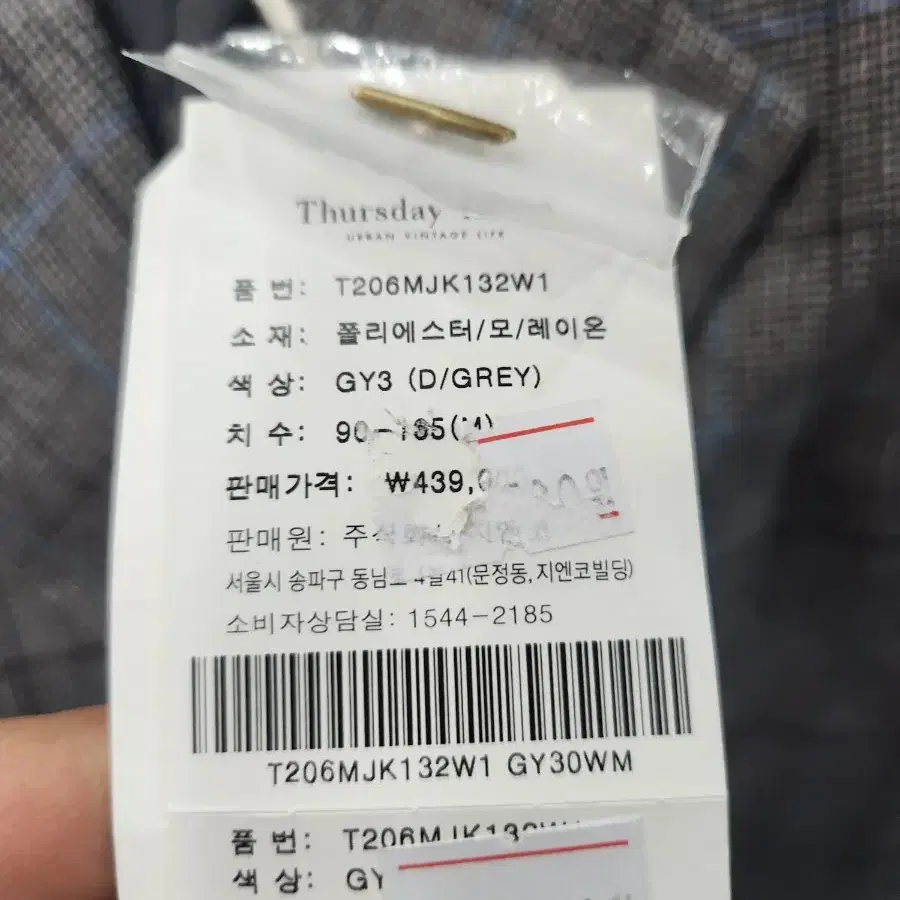 Thursday
URBAN VINTAGE LIFE
품 번: T206MJK132W1
소 재: 폴리에스터/모/레이온
색 상: GY3 (D/GREY)
치 수: 90-185(M)
판매가격: ₩439,
판매원:
서울시 송파구 동남로 4길41(문정동, 지엔코빌딩)
소비자상담실: 1544-2185
T206MJK132W1 GY30WM
품 번: T206MJK132W1
색 상: GY